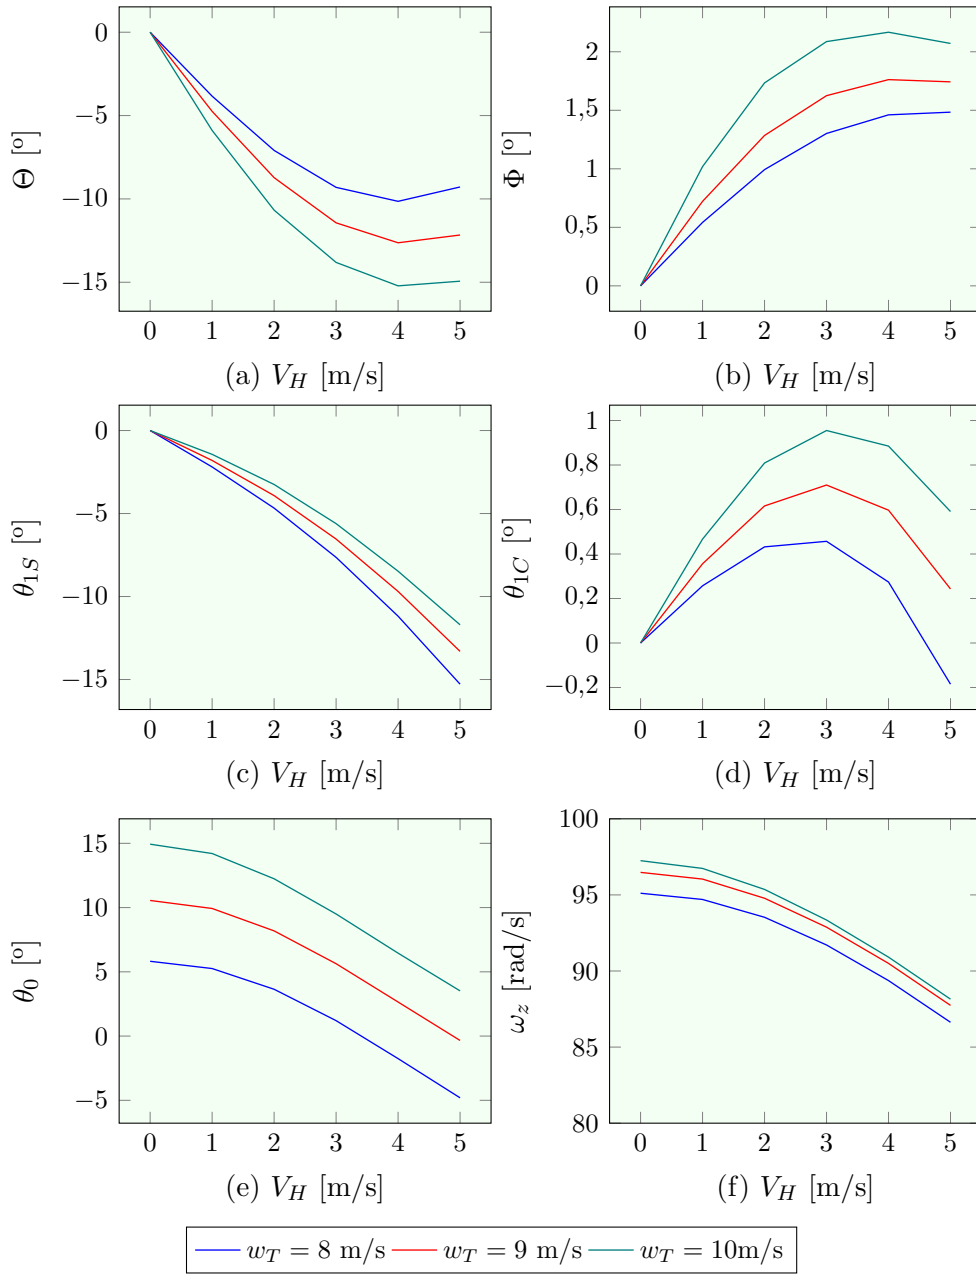 0
−5
−10
−15
Θ [º]
0 1 2 3 4 5
(a) V_H [m/s]
2
1,5
1
0,5
0
Φ [º]
0 1 2 3 4 5
(b) V_H [m/s]
0
−5
−10
−15
θ_{1S} [º]
0 1 2 3 4 5
(c) V_H [m/s]
1
0,8
0,6
0,4
0,2
0
−0,2
θ_{1C} [º]
0 1 2 3 4 5
(d) V_H [m/s]
15
10
5
0
−5
θ_0 [º]
0 1 2 3 4 5
(e) V_H [m/s]
100
95
90
85
80
ω_z [rad/s]
0 1 2 3 4 5
(f) V_H [m/s]
w_T = 8 m/s w_T = 9 m/s w_T = 10m/s